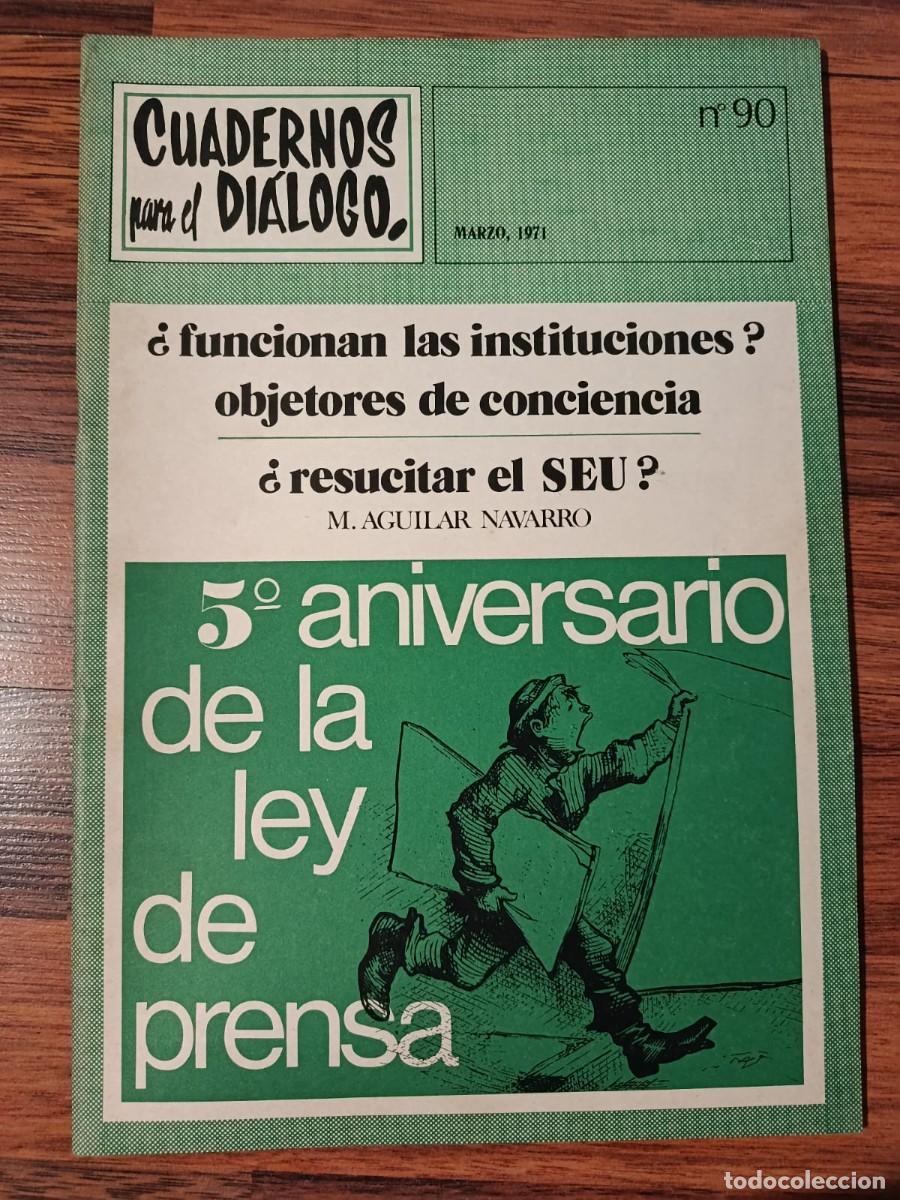 CUADERNOS
para el DIÁLOGO.
nº 90
MARZO, 1971
¿funcionan las instituciones?
objetores de conciencia
¿resucitar el SEU?
M. AGUILAR NAVARRO
5º aniversario
de la
ley
de
prensa
todocoleccion